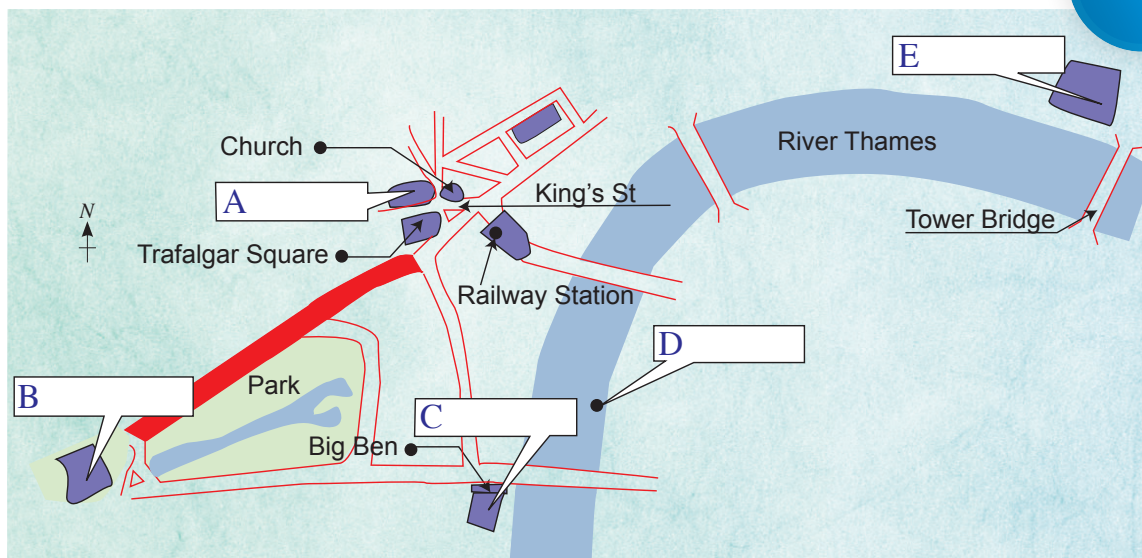 E
Church
River Thames
A
King's St
N
Tower Bridge
Trafalgar Square
Railway Station
D
B
Park
C
Big Ben